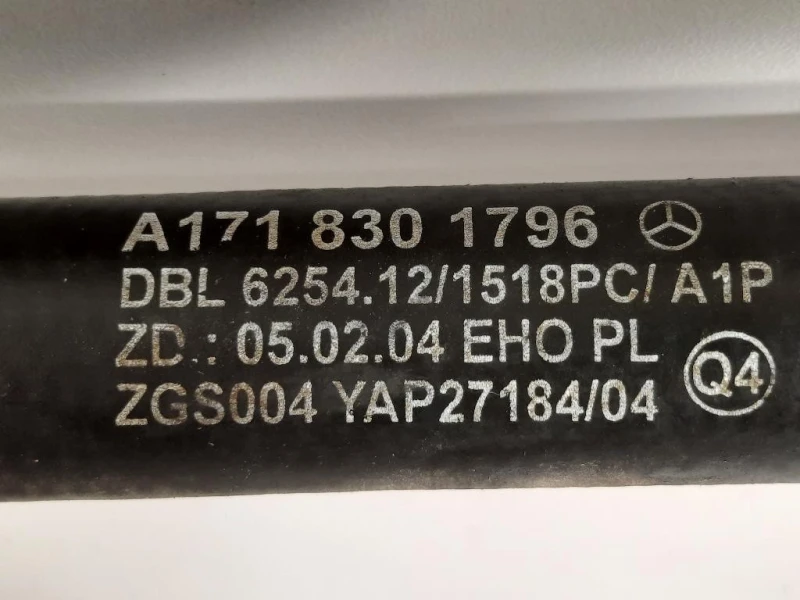 A171 830 1796
DBL 6254.12/1518PC/ A1P
ZD.: 05.02.04 EHO PL
ZGS004 YAP27184/04
Q4